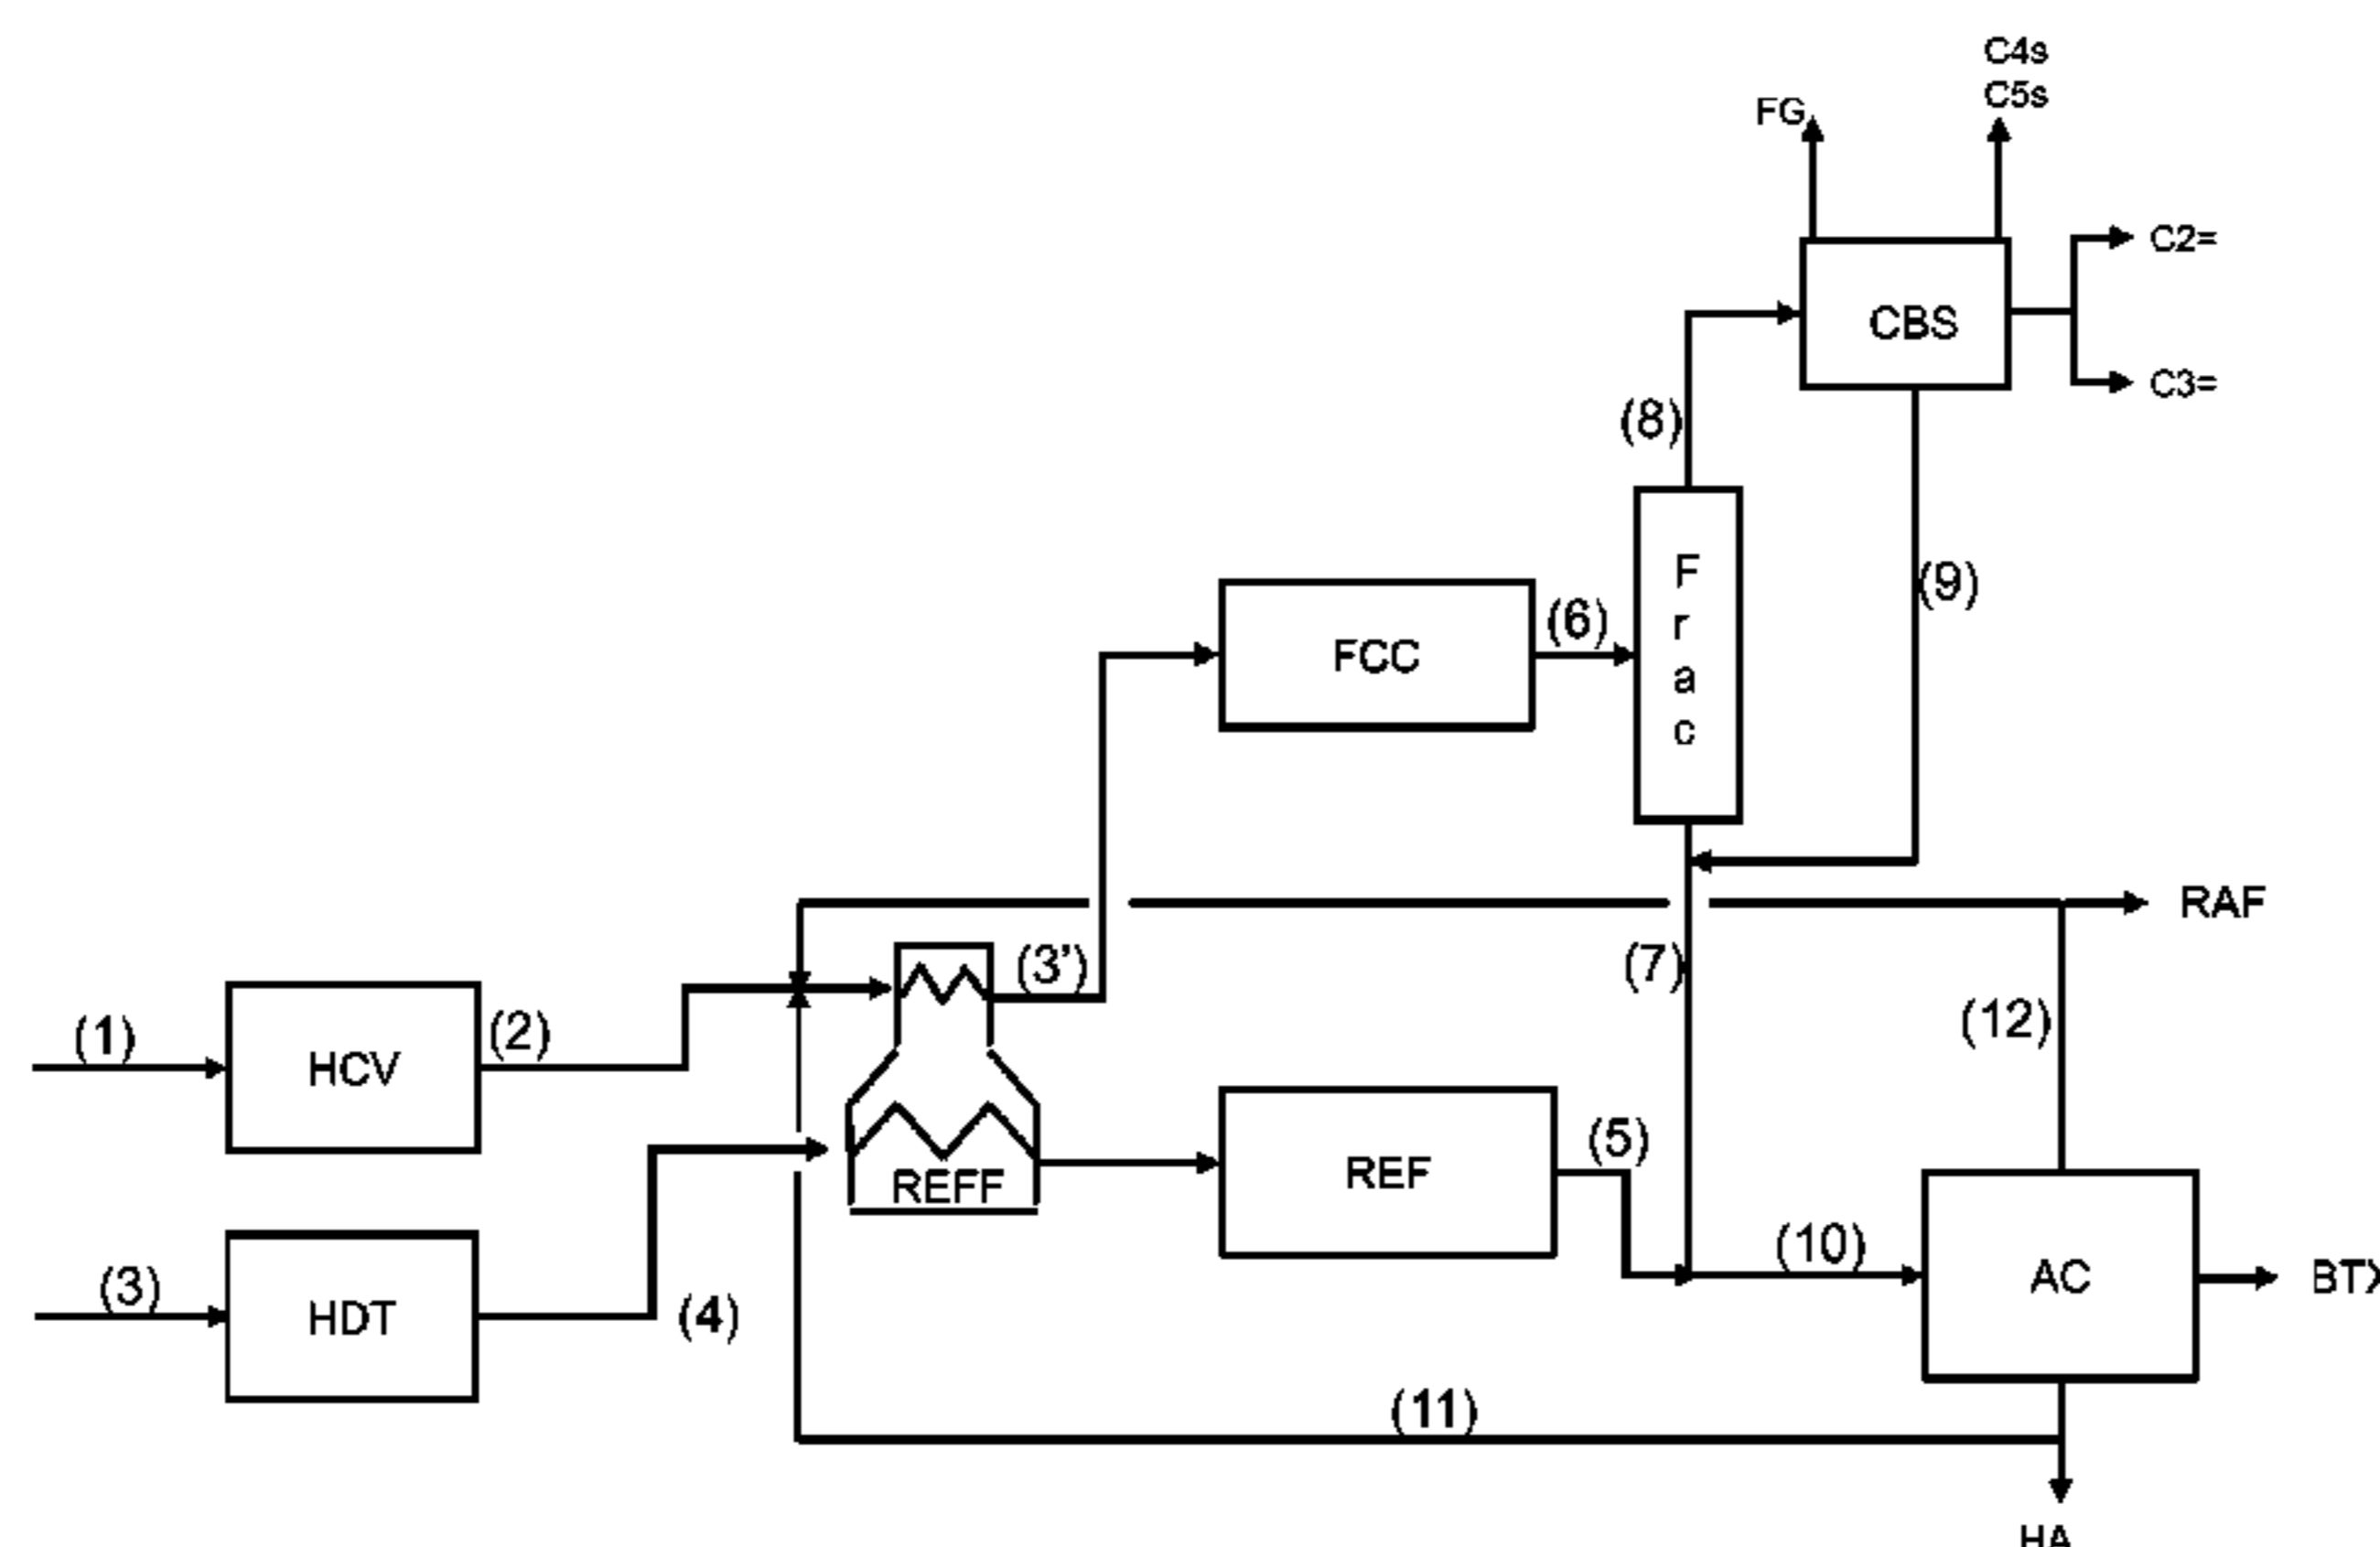 C4s
C5s
FG
C2=
CBS
C3=
(8)
(9)
F
r
a
c
FCC
(6)
RAF
(3')
(7)
(1)
(2)
(12)
HCV
(5)
REFF
REF
(10)
(3)
HDT
(4)
AC
BTX
(11)
HA